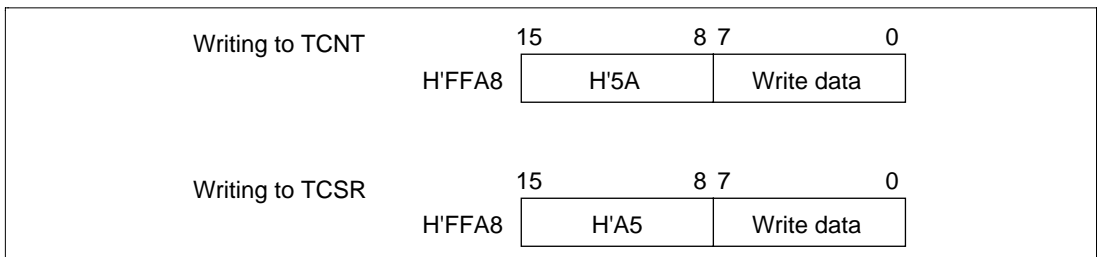 Writing to TCNT
15 8 7 0
H'FFA8 H'5A Write data
Writing to TCSR
15 8 7 0
H'FFA8 H'A5 Write data